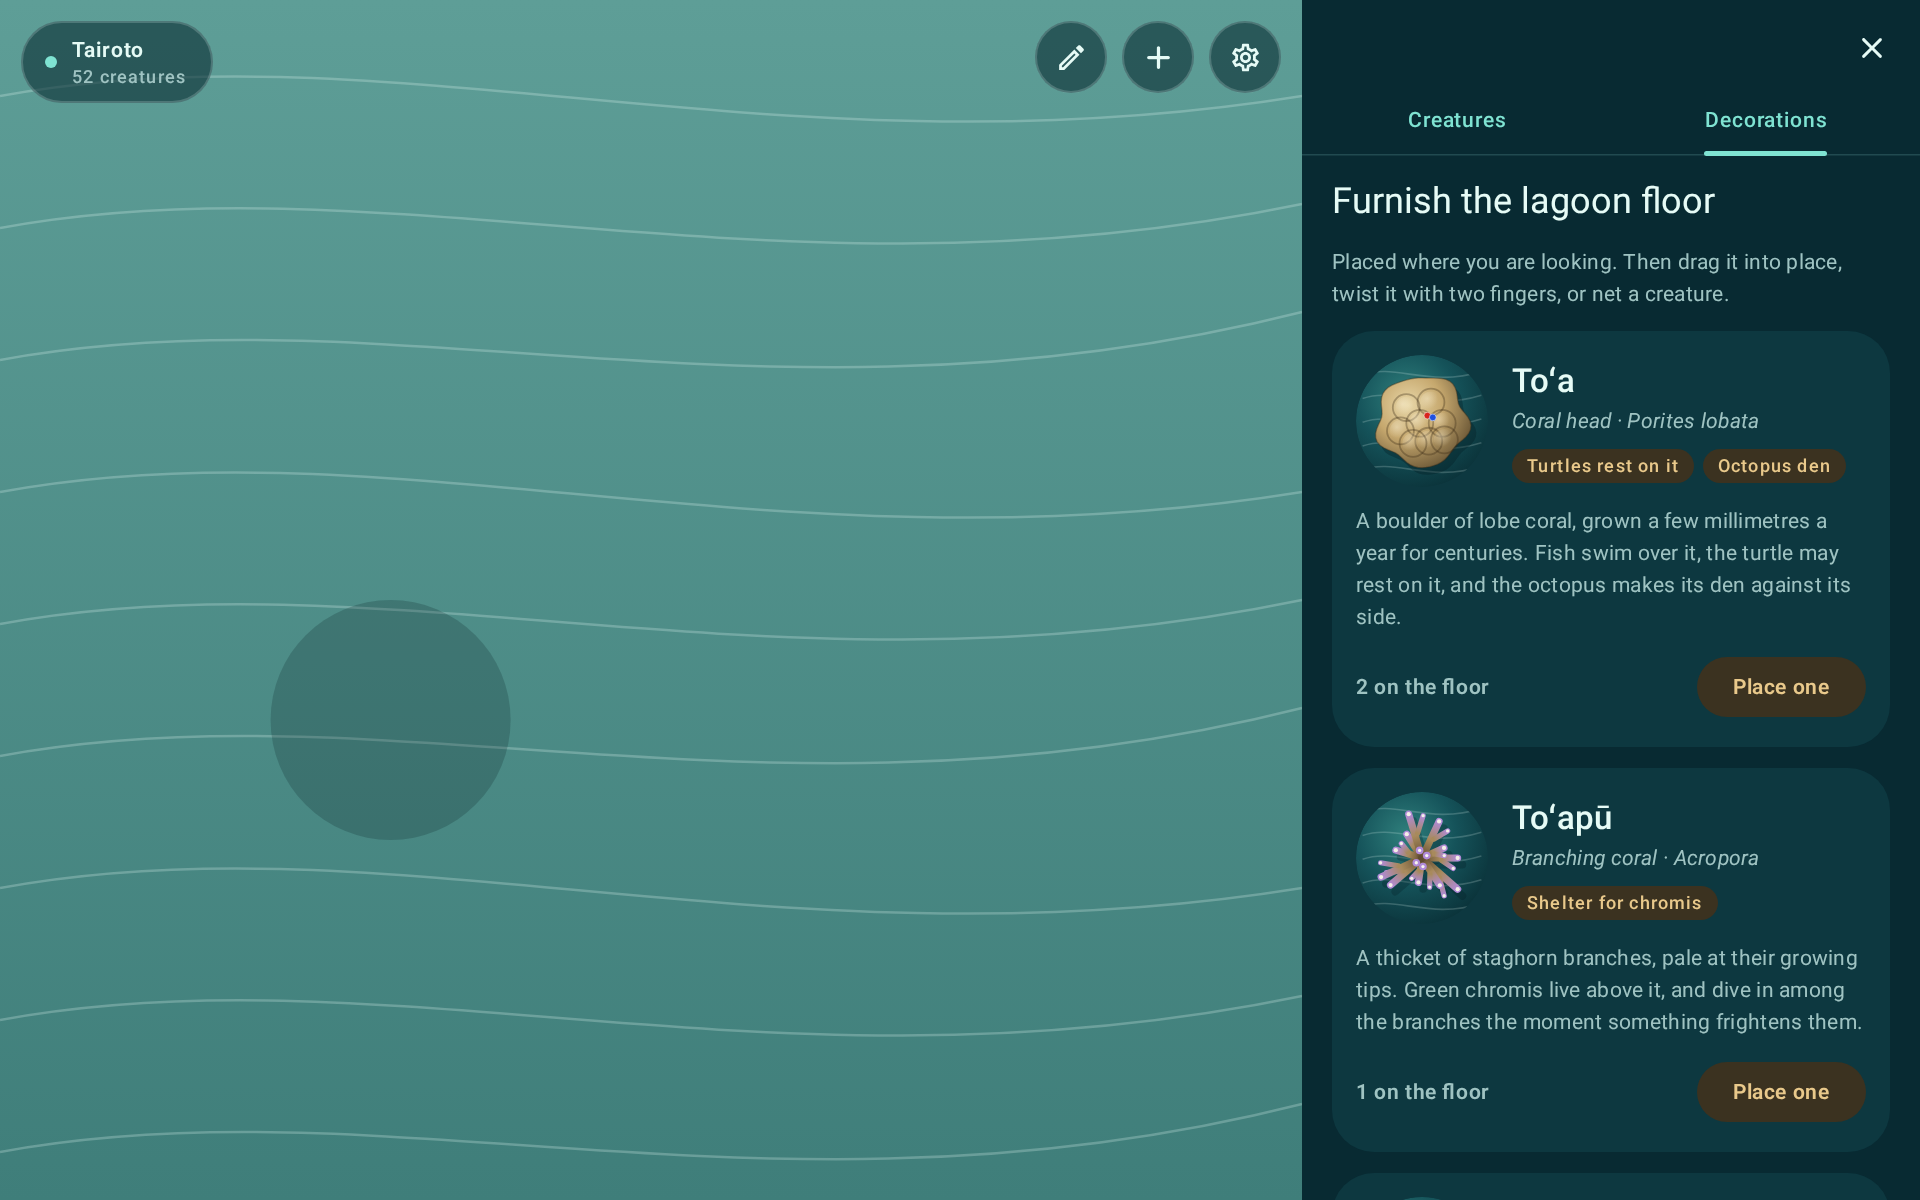 Tairoto
52 creatures
Creatures
Decorations
Furnish the lagoon floor
Placed where you are looking. Then drag it into place,
twist it with two fingers, or net a creature.
Toʻa
Coral head · Porites lobata
Turtles rest on it
Octopus den
A boulder of lobe coral, grown a few millimetres a
year for centuries. Fish swim over it, the turtle may
rest on it, and the octopus makes its den against its
side.
2 on the floor
Place one
Toʻapū
Branching coral · Acropora
Shelter for chromis
A thicket of staghorn branches, pale at their growing
tips. Green chromis live above it, and dive in among
the branches the moment something frightens them.
1 on the floor
Place one